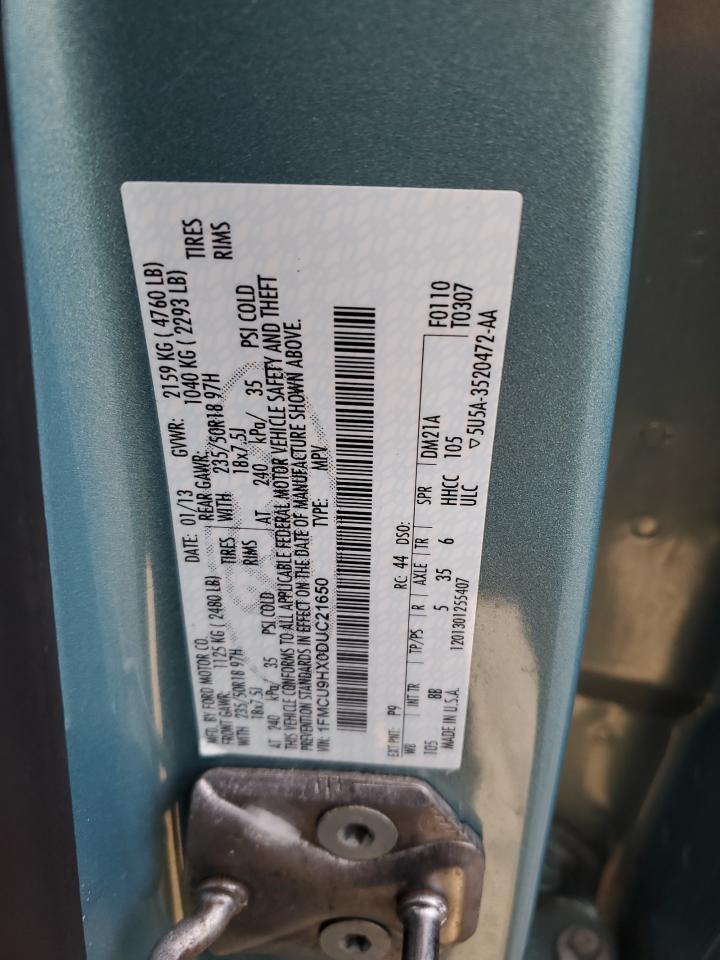 MFD. BY FORD MOTOR CO. DATE: 01/13 GVWR: 2159 KG ( 4760 LB)
FRONT GAWR: 1125 KG ( 2480 LB) REAR GAWR: 1040 KG ( 2293 LB)
WITH 235/50R18 97H TIRES WITH 235/50R18 97H TIRES
18x7.5J RIMS 18x7.5J RIMS
AT 240 kPa/ 35 PSI COLD AT 240 kPa/ 35 PSI COLD
THIS VEHICLE CONFORMS TO ALL APPLICABLE FEDERAL MOTOR VEHICLE SAFETY AND THEFT
PREVENTION STANDARDS IN EFFECT ON THE DATE OF MANUFACTURE SHOWN ABOVE.
VIN: 1FMCU9HX0DUC21650 TYPE: MPV
F0110
T0307
EXT PNT: P9 RC: 44 DSO:
WB INT TR TP/PS R AXLE TR SPR DM21A
105 BB 5 35 6 HHCC 105
MADE IN U.S.A. 1201301255407 ULC ▽5U5A-3520472-AA